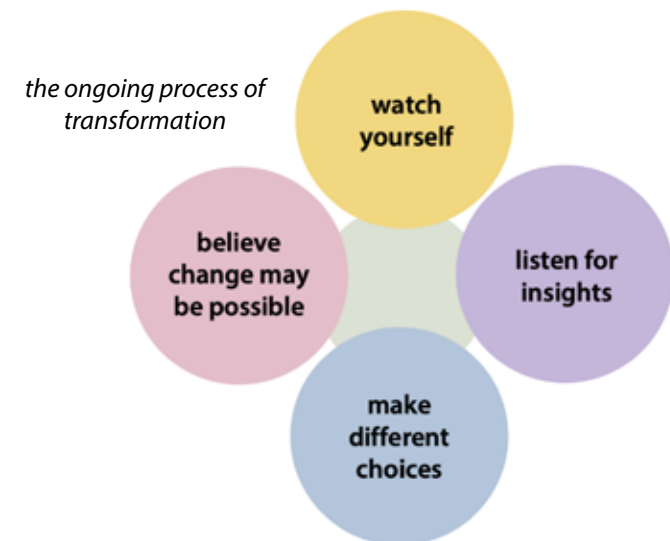 the ongoing process of
transformation
watch
yourself
believe
change may
be possible
listen for
insights
make
different
choices